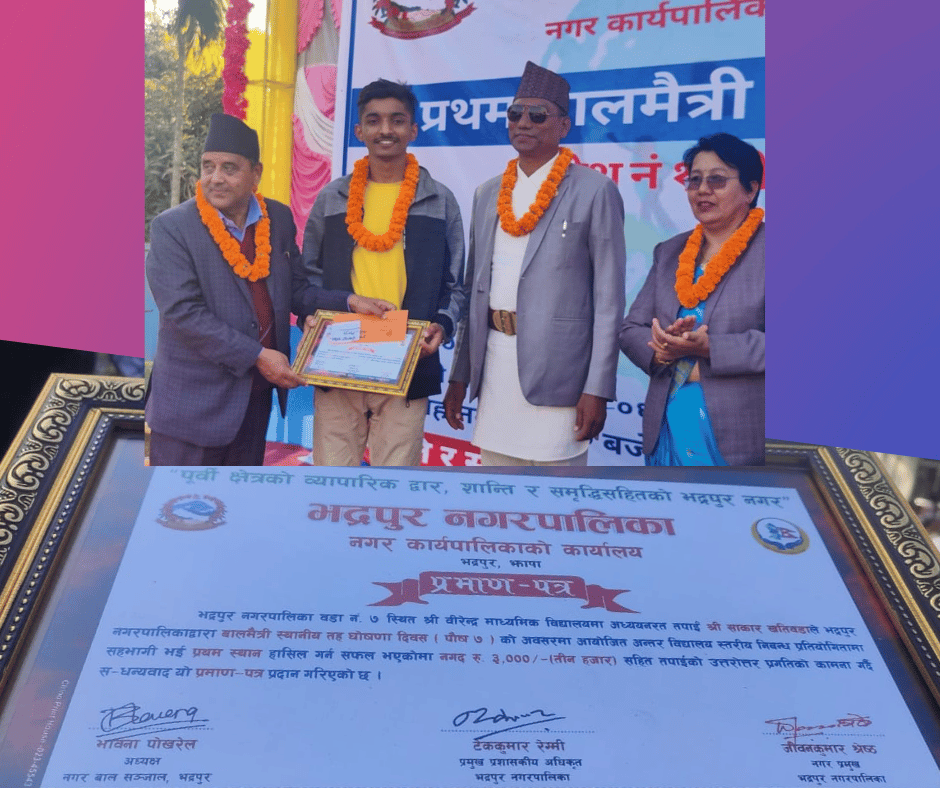 नगर कार्यपालिक
प्रथम बालमैत्री
नं
"पूर्वी क्षेत्रको व्यापारिक द्वार, शान्ति र समृद्धिसहितको भद्रपुर नगर"
भद्रपुर नगरपालिका
नगर कार्यपालिकाको कार्यालय
भद्रपुर, झापा
प्रमाण-पत्र
भद्रपुर नगरपालिका वडा नं. ७ स्थित श्री वीरेन्द्र माध्यमिक विद्यालयमा अध्ययनरत तपाई श्री साकार खतिवडाले भद्रपुर
नगरपालिकाद्वारा बालमैत्री स्थानीय तह घोषणा दिवस ( पौष ७ ) को अवसरमा आयोजित अन्तर विद्यालय स्तरीय निबन्ध प्रतियोगितामा
सहभागी भई प्रथम स्थान हासिल गर्न सफल भएकोमा नगद रु. ३,०००/-(तीन हजार) सहित तपाईको उत्तरोत्तर प्रगतिको कामना गर्दै
स-धन्यवाद यो प्रमाण-पत्र प्रदान गरिएको छ ।
भावना पोखरेल
अध्यक्ष
नगर बाल सञ्जाल, भद्रपुर
टेककुमार रेग्मी
प्रमुख प्रशासकीय अधिकृत
भद्रपुर नगरपालिका
जीवनकुमार श्रेष्ठ
नगर प्रमुख
भद्रपुर नगरपालिका